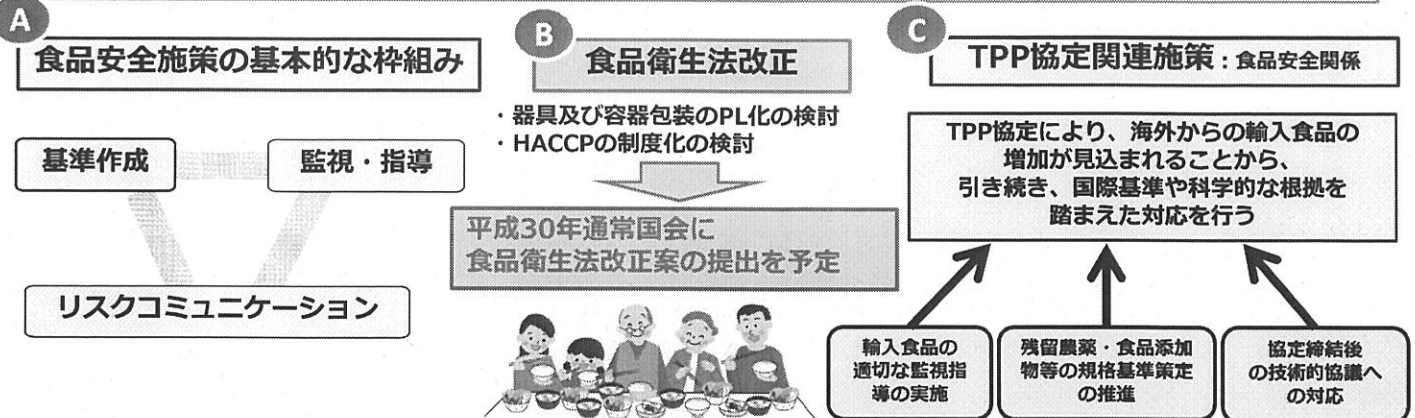 A
食品安全施策の基本的な枠組み
基準作成
監視・指導
リスクコミュニケーション
B
食品衛生法改正
・器具及び容器包装のPL化の検討
・HACCPの制度化の検討
平成30年通常国会に
食品衛生法改正案の提出を予定
C
TPP協定関連施策：食品安全関係
TPP協定により、海外からの輸入食品の
増加が見込まれることから、
引き続き、国際基準や科学的な根拠を
踏まえた対応を行う
輸入食品の
適切な監視指
導の実施
残留農薬・食品添加
物等の規格基準策定
の推進
協定締結後
の技術的協議へ
の対応